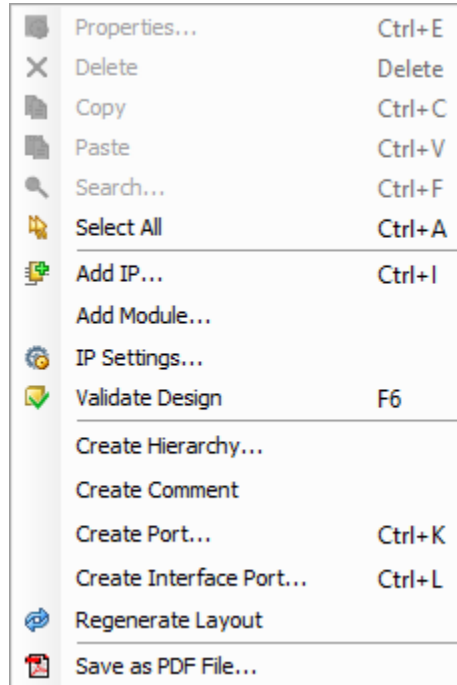 Properties... Ctrl+E
Delete Delete
Copy Ctrl+C
Paste Ctrl+V
Search... Ctrl+F
Select All Ctrl+A
Add IP... Ctrl+I
Add Module...
IP Settings...
Validate Design F6
Create Hierarchy...
Create Comment
Create Port... Ctrl+K
Create Interface Port... Ctrl+L
Regenerate Layout
Save as PDF File...